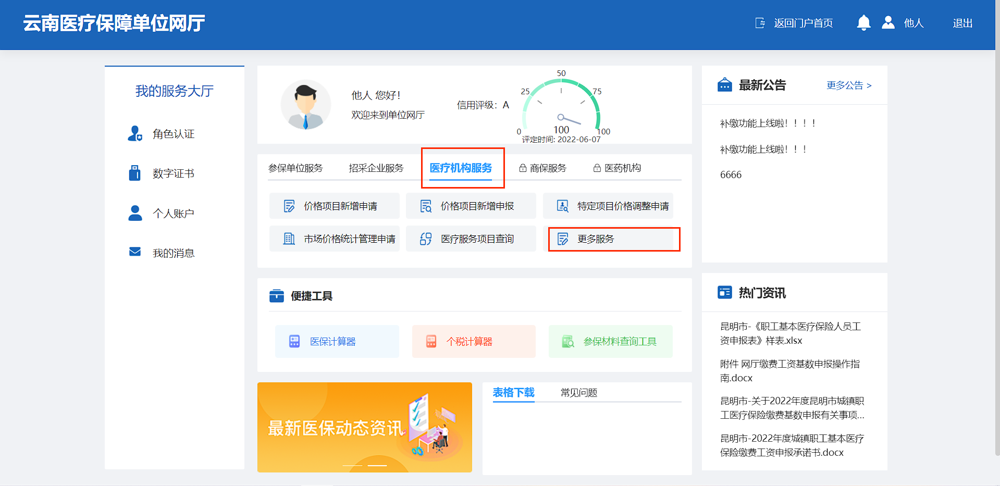 云南医疗保障单位网厅
返回门户首页
他人
退出
我的服务大厅
角色认证
数字证书
个人账户
我的消息
他人 您好！
欢迎来到单位网厅
信用评级：A
0
25
50
75
100
100
评定时间: 2022-06-07
参保单位服务
招采企业服务
医疗机构服务
商保服务
医药机构
价格项目新增申请
价格项目新增申报
特定项目价格调整申请
市场价格统计管理申请
医疗服务项目查询
更多服务
便捷工具
医保计算器
个税计算器
参保材料查询工具
最新医保动态资讯
表格下载
常见问题
最新公告
更多公告 >
补缴功能上线啦！！！！
补缴功能上线啦！！！
6666
热门资讯
昆明市-《职工基本医疗保险人员工
资申报表》样表.xlsx
附件 网厅缴费工资基数申报操作指
南.docx
昆明市-关于2022年度昆明市城镇职
工医疗保险缴费基数申报有关事项...
昆明市-2022年度城镇职工基本医疗
保险缴费工资申报承诺书.docx